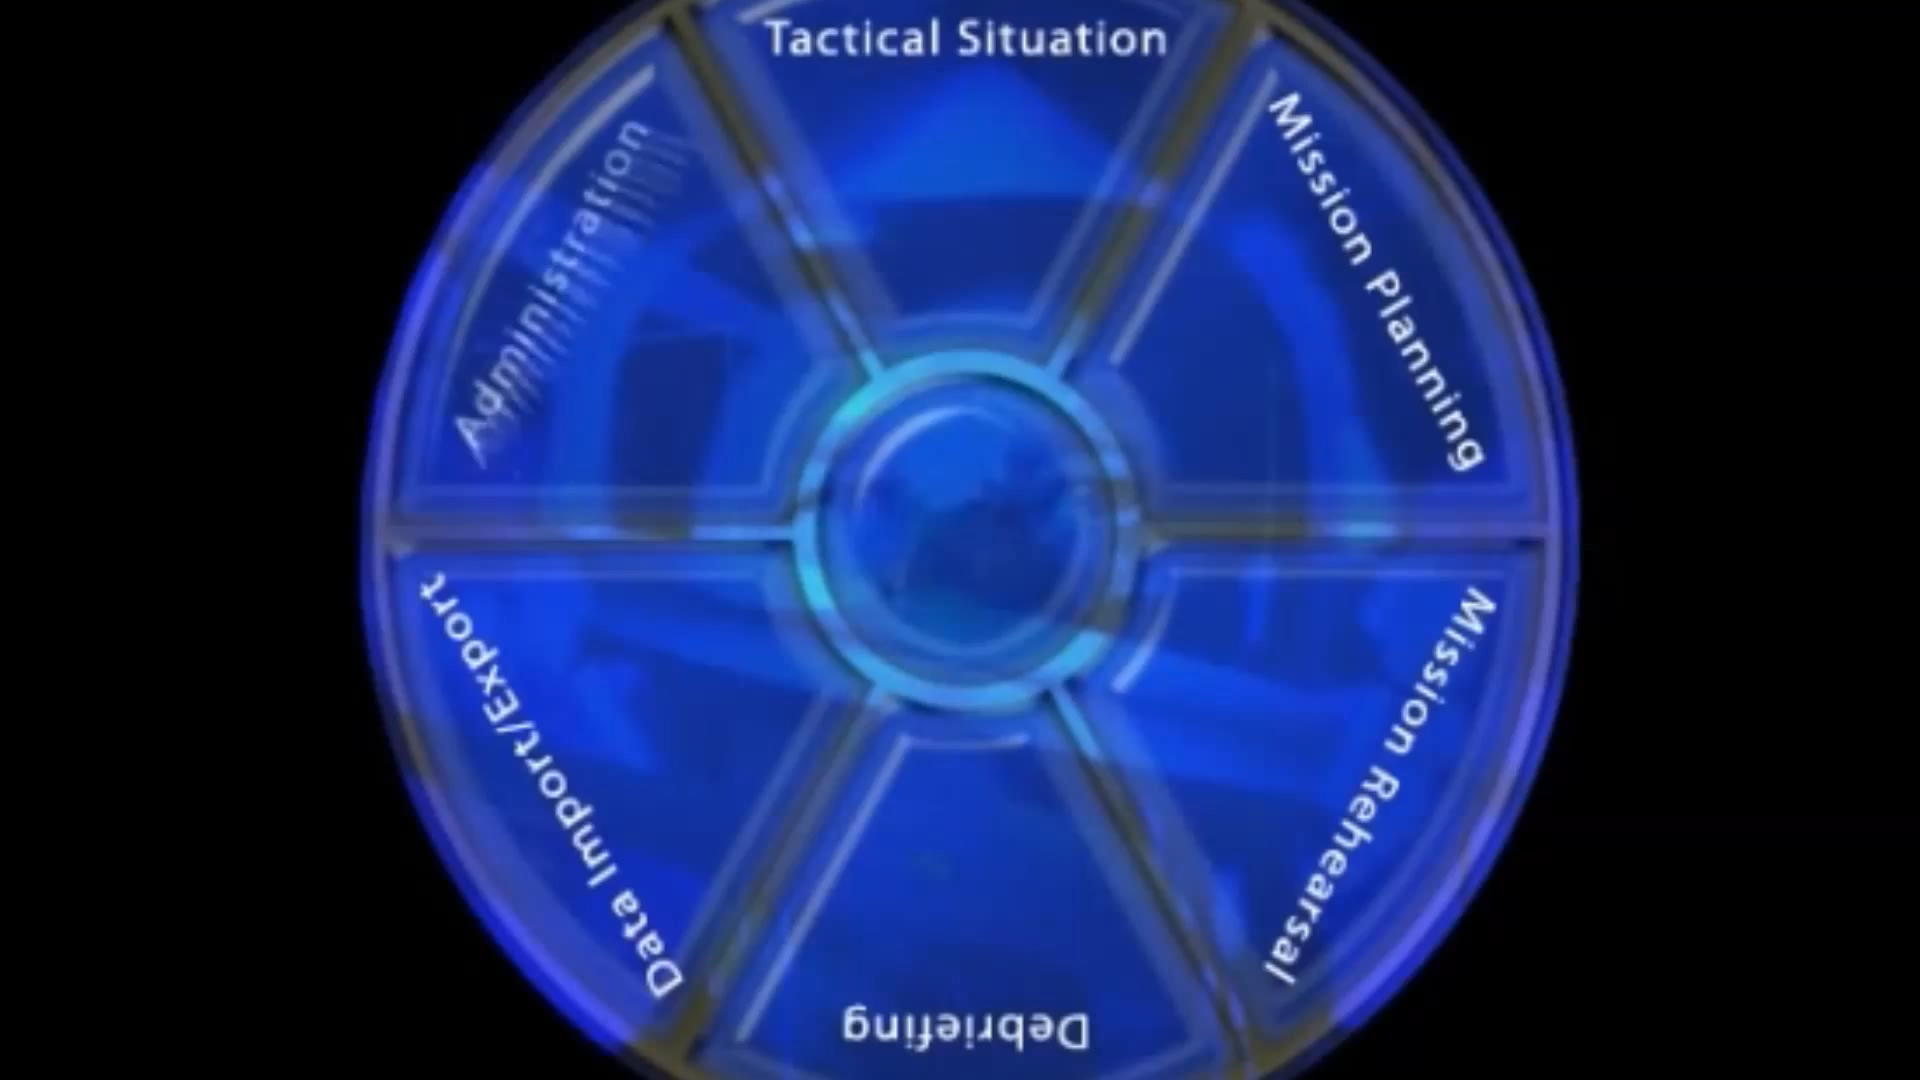 Tactical Situation
Mission Planning
Mission Rehearsal
Debriefing
Data Import/Export
Administration